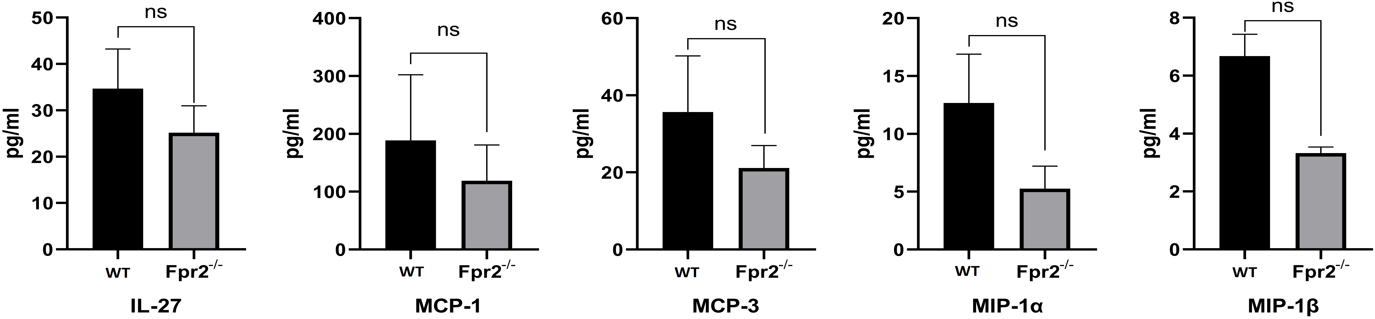 50
40
30
20
10
0
pg/ml
ns
WT
Fpr2-/-
IL-27
400
300
200
100
0
pg/ml
ns
WT
Fpr2-/-
MCP-1
60
40
20
0
pg/ml
ns
WT
Fpr2-/-
MCP-3
20
15
10
5
0
pg/ml
ns
WT
Fpr2-/-
MIP-1α
8
6
4
2
0
pg/ml
ns
WT
Fpr2-/-
MIP-1β